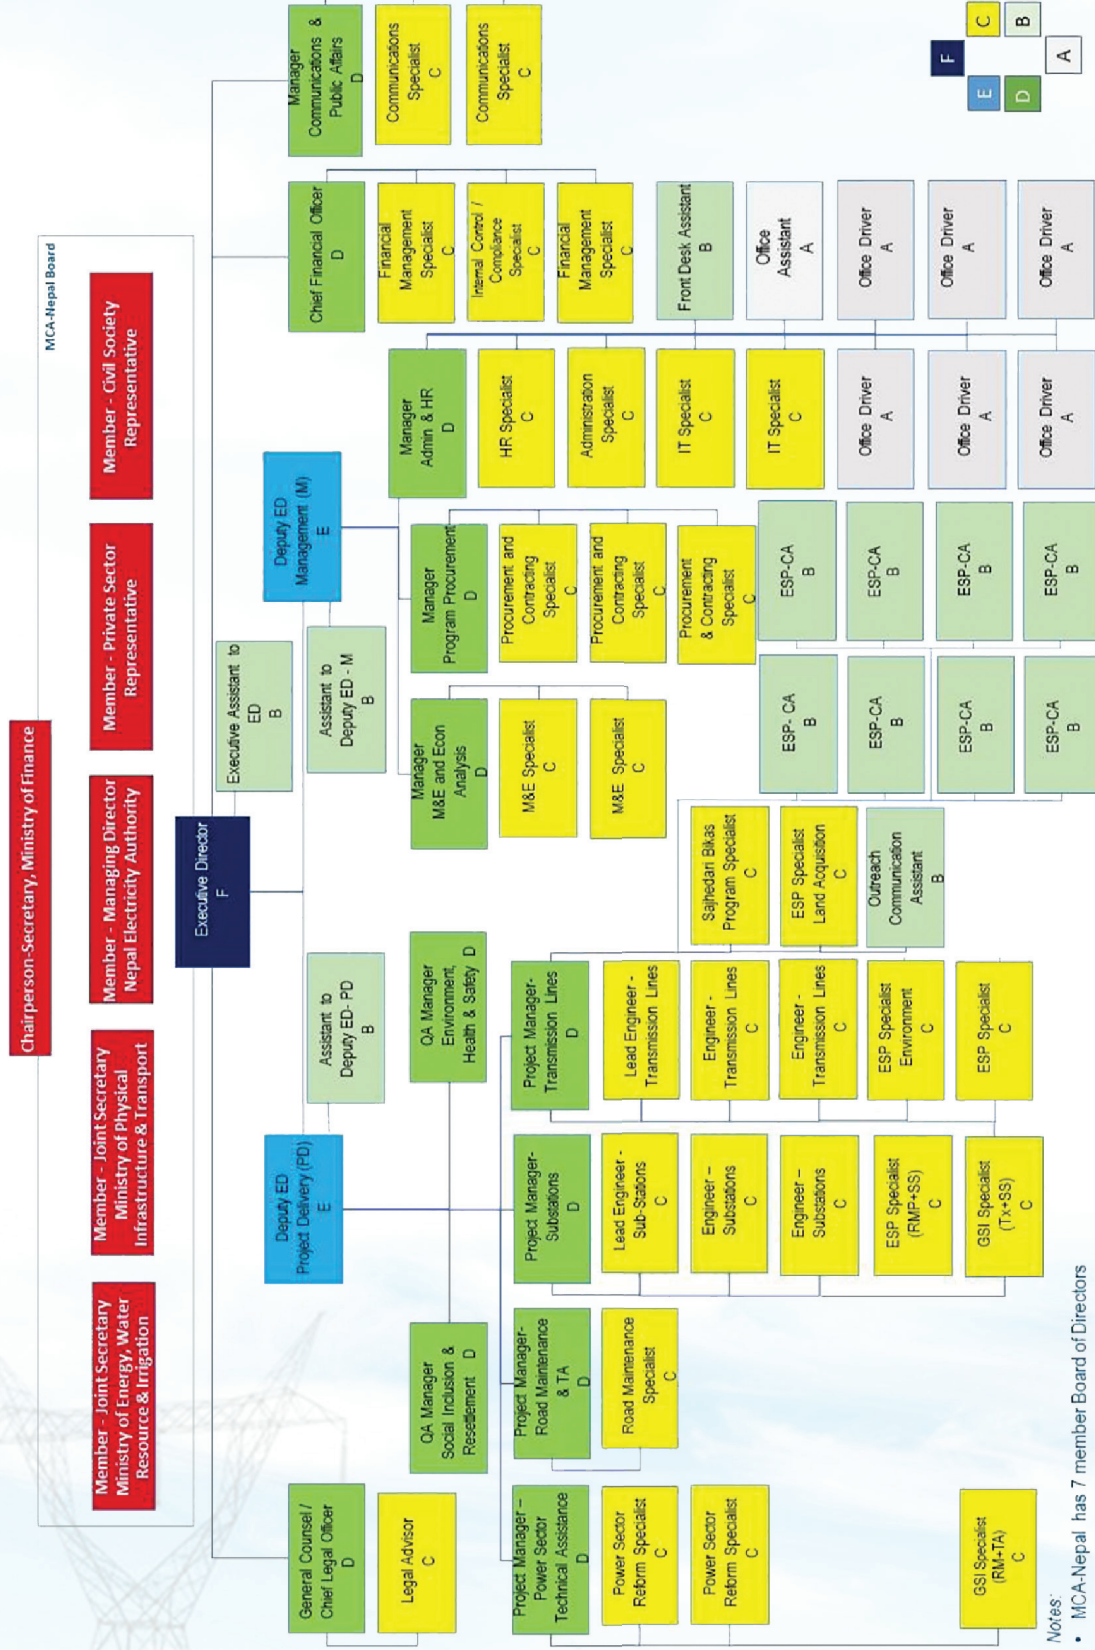 Chairperson-Secretary, Ministry of Finance
MCA-Nepal Board
Member - Joint Secretary
Ministry of Energy, Water
Resource & Irrigation
Member - Joint Secretary
Ministry of Physical
Infrastructure & Transport
Member - Managing Director
Nepal Electricity Authority
Member - Private Sector
Representative
Member - Civil Society
Representative
Executive Director
F
Executive Assistant to
ED
B
Deputy ED
Project Delivery (PD)
E
Assistant to
Deputy ED- PD
B
Assistant to
Deputy ED - M
B
Deputy ED
Management (M)
E
General Counsel /
Chief Legal Officer
D
Legal Advisor
C
Chief Financial Officer
D
Financial
Management
Specialist
C
Internal Control /
Compliance
Specialist
C
Financial
Management
Specialist
C
Manager
Communications &
Public Affairs
D
Communications
Specialist
C
Communications
Specialist
C
QA Manager
Social Inclusion &
Resettlement D
QA Manager
Environment,
Health & Safety D
Manager
M&E and Econ
Analysis
D
M&E Specialist
C
M&E Specialist
C
Manager
Program Procurement
D
Procurement and
Contracting
Specialist
C
Procurement and
Contracting
Specialist
C
Procurement
& Contracting
Specialist
C
Manager
Admin & HR
D
HR Specialist
C
Administration
Specialist
C
IT Specialist
C
IT Specialist
C
Front Desk Assistant
B
Office
Assistant
A
Office Driver
A
Office Driver
A
Office Driver
A
Office Driver
A
Office Driver
A
Office Driver
A
Project Manager –
Power Sector
Technical Assistance
D
Power Sector
Reform Specialist
C
Power Sector
Reform Specialist
C
GSI Specialist
(RM+TA)
C
Project Manager-
Road Maintenance
& TA
D
Road Maintenance
Specialist
C
Project Manager-
Substations
D
Lead Engineer -
Sub-Stations
C
Engineer –
Substations
C
Engineer –
Substations
C
ESP Specialist
(RMP+SS)
C
GSI Specialist
(Tx+SS)
C
Project Manager-
Transmission Lines
D
Lead Engineer -
Transmission Lines
C
Engineer -
Transmission Lines
C
Engineer -
Transmission Lines
C
ESP Specialist
Environment
C
ESP Specialist
C
Sajhedari Bikas
Program Specialist
C
ESP Specialist
Land Acquisition
C
Outreach
Communication
Assistant
B
ESP- CA
B
ESP-CA
B
ESP-CA
B
ESP-CA
B
ESP-CA
B
ESP-CA
B
ESP-CA
B
ESP-CA
B
F
E
C
D
B
A
Notes:
• MCA-Nepal has 7 member Board of Directors